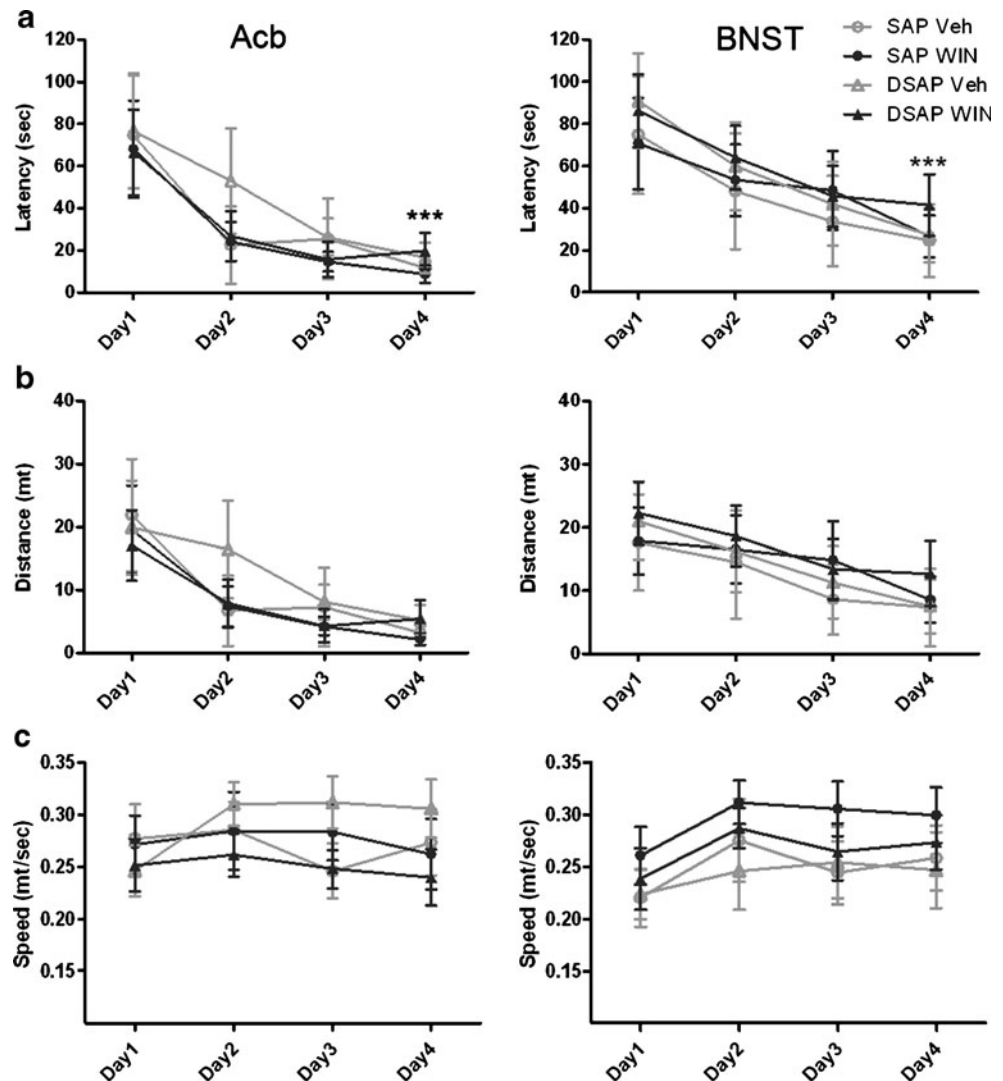 a
Acb
BNST
SAP Veh
SAP WIN
DSAP Veh
DSAP WIN
Latency (sec)
120
100
80
60
40
20
0
***
Day1
Day2
Day3
Day4
Latency (sec)
120
100
80
60
40
20
0
***
Day1
Day2
Day3
Day4
b
Distance (mt)
40
30
20
10
0
Day1
Day2
Day3
Day4
Distance (mt)
40
30
20
10
0
Day1
Day2
Day3
Day4
c
Speed (mt/sec)
0.35
0.30
0.25
0.20
0.15
Day1
Day2
Day3
Day4
Speed (mt/sec)
0.35
0.30
0.25
0.20
0.15
Day1
Day2
Day3
Day4